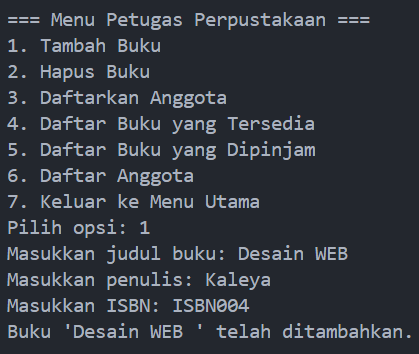 === Menu Petugas Perpustakaan ===
1. Tambah Buku
2. Hapus Buku
3. Daftarkan Anggota
4. Daftar Buku yang Tersedia
5. Daftar Buku yang Dipinjam
6. Daftar Anggota
7. Keluar ke Menu Utama
Pilih opsi: 1
Masukkan judul buku: Desain WEB
Masukkan penulis: Kaleya
Masukkan ISBN: ISBN004
Buku 'Desain WEB ' telah ditambahkan.